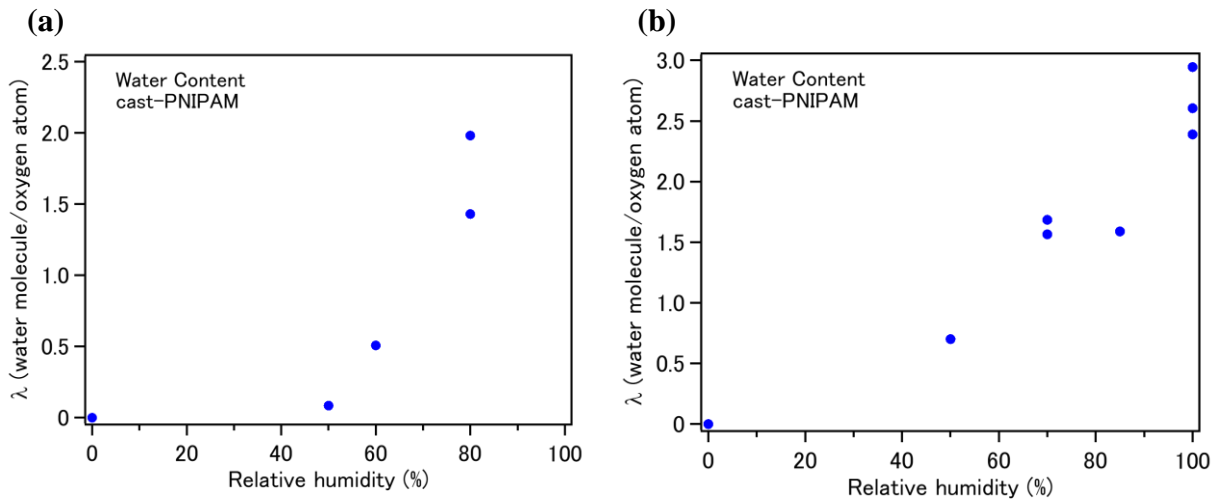 (a)
2.5
2.0
1.5
1.0
0.5
0
λ (water molecule/oxygen atom)
Water Content
cast-PNIPAM
0 20 40 60 80 100
Relative humidity (%)
(b)
3.0
2.5
2.0
1.5
1.0
0.5
0
λ (water molecule/oxygen atom)
Water Content
cast-PNIPAM
0 20 40 60 80 100
Relative humidity (%)